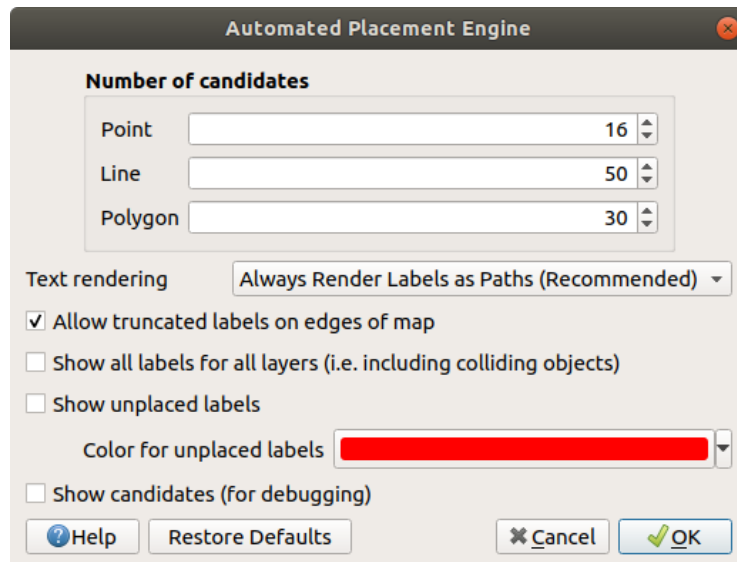 Automated Placement Engine
Number of candidates
Point 16
Line 50
Polygon 30
Text rendering Always Render Labels as Paths (Recommended)
Allow truncated labels on edges of map
Show all labels for all layers (i.e. including colliding objects)
Show unplaced labels
Color for unplaced labels
Show candidates (for debugging)
Help Restore Defaults Cancel OK